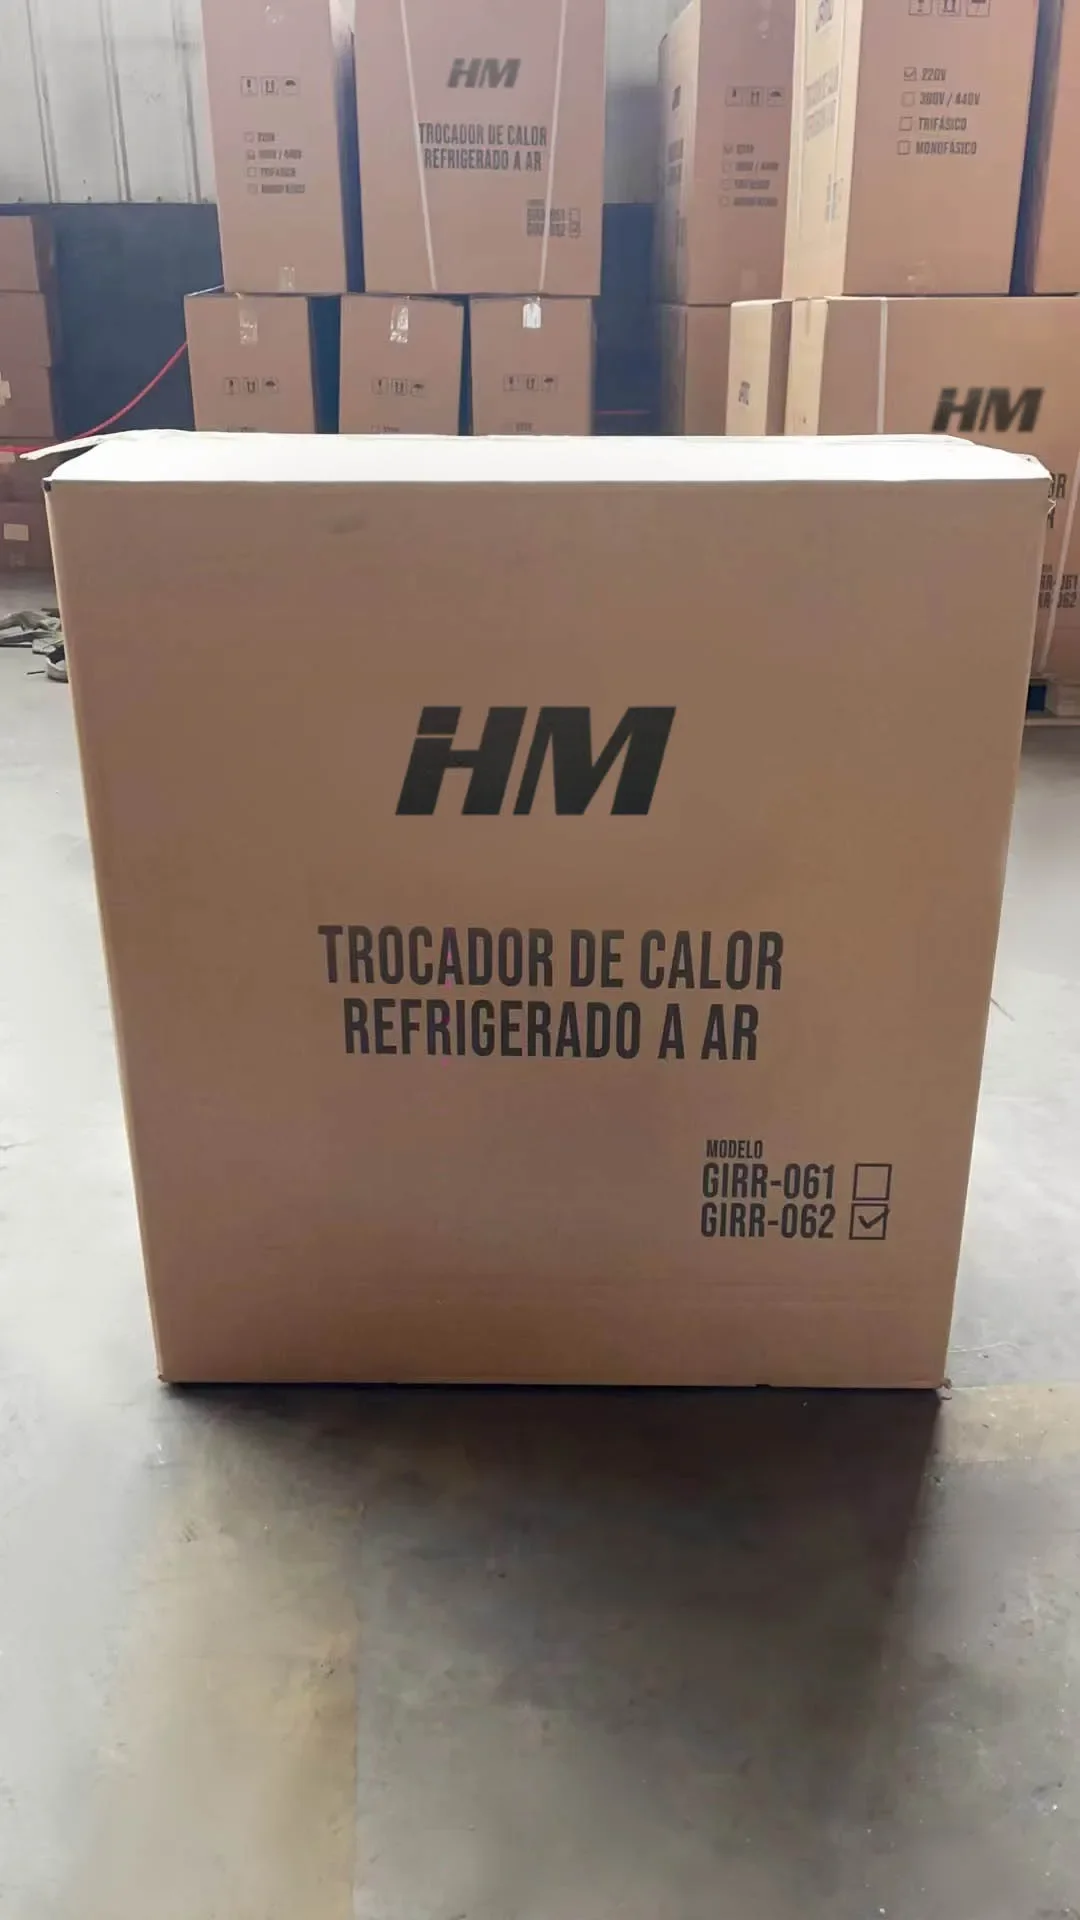 HM
TROCADOR DE CALOR
REFRIGERADO A AR
220V
380V / 440V
TRIFÁSICO
MONOFÁSICO
HM
HM
TROCADOR DE CALOR
REFRIGERADO A AR
MODELO
GIRR-061
GIRR-062